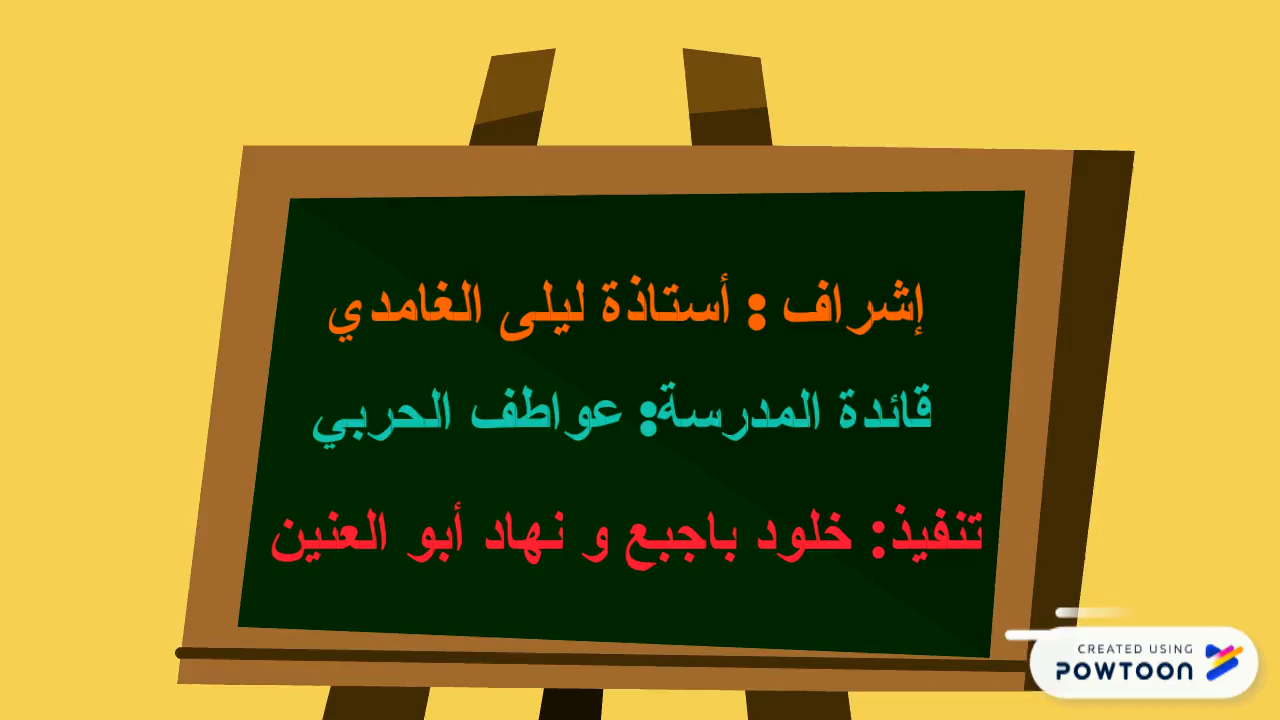 إشراف : أستاذة ليلى الغامدي
قائدة المدرسة: عواطف الحربي
تنفيذ: خلود باجبع و نهاد أبو العنين
CREATED USING
POWTOON